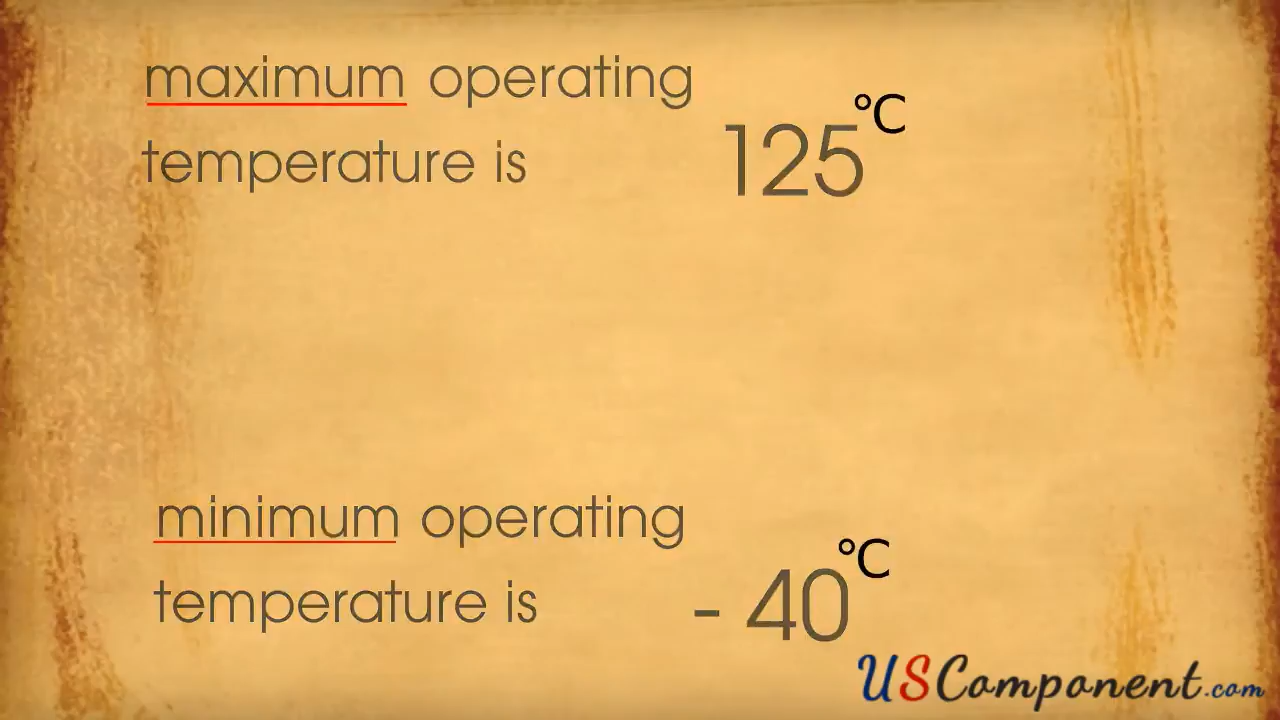 maximum operating
temperature is 125 °C
minimum operating
temperature is - 40 °C
USComponent.com